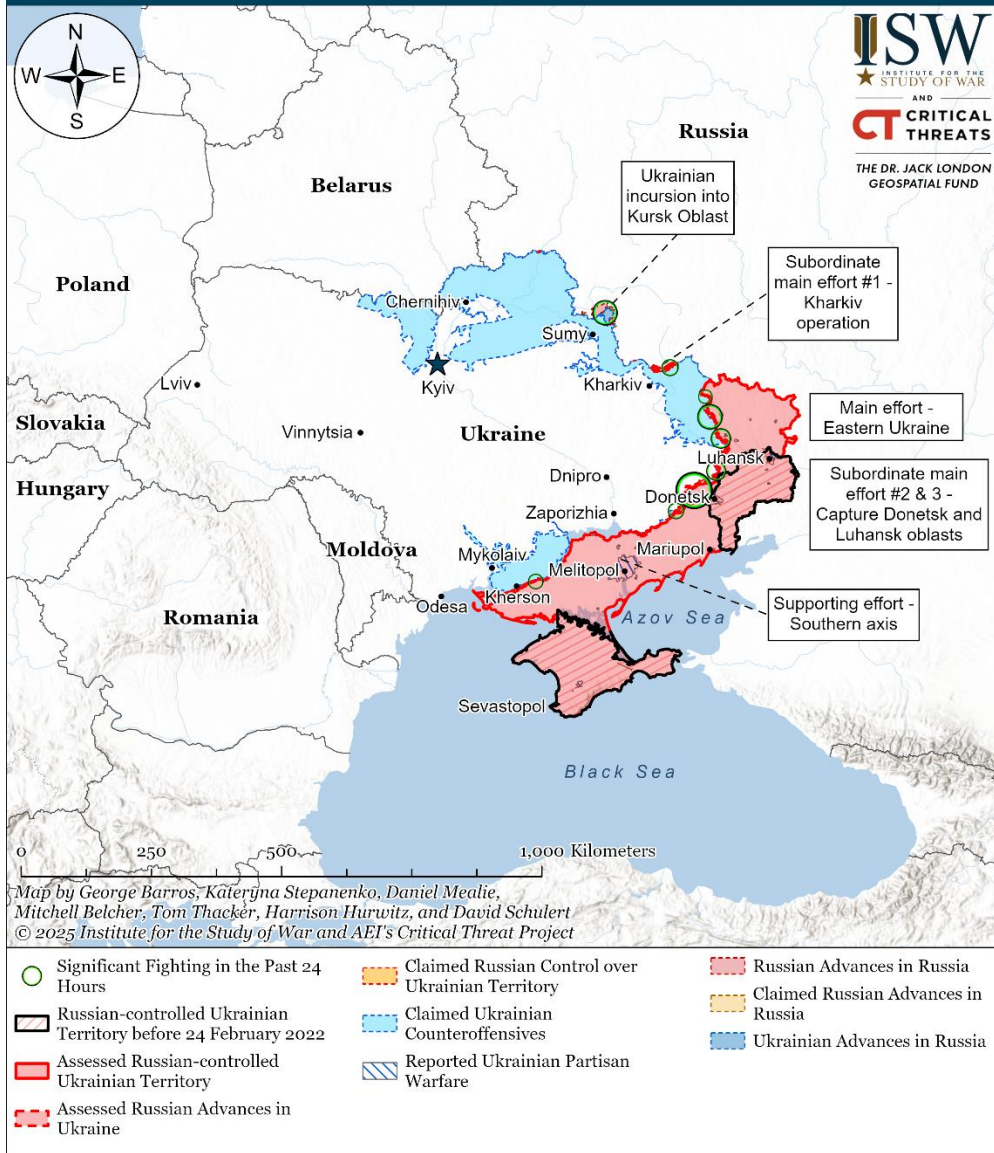 N
W
E
S
ISW
INSTITUTE FOR THE
STUDY OF WAR
AND
CT CRITICAL
THREATS
THE DR. JACK LONDON
GEOSPATIAL FUND
Russia
Belarus
Ukrainian
incursion into
Kursk Oblast
Poland
Subordinate
main effort #1 -
Kharkiv
operation
Chernihiv
Sumy
Kyiv
Kharkiv
Lviv
Slovakia
Vinnytsia
Ukraine
Main effort -
Eastern Ukraine
Luhansk
Hungary
Dnipro
Donetsk
Subordinate main
effort #2 & 3 -
Capture Donetsk and
Luhansk oblasts
Zaporizhia
Moldova
Mykolaiv
Mariupol
Melitopol
Kherson
Odesa
Supporting effort -
Southern axis
Romania
Azov Sea
Sevastopol
Black Sea
0 250 500 1,000 Kilometers
Map by George Barros, Kateryna Stepanenko, Daniel Mealie,
Mitchell Belcher, Tom Thacker, Harrison Hurwitz, and David Schulert
© 2025 Institute for the Study of War and AEI's Critical Threat Project
Significant Fighting in the Past 24
Hours
Russian-controlled Ukrainian
Territory before 24 February 2022
Assessed Russian-controlled
Ukrainian Territory
Assessed Russian Advances in
Ukraine
Claimed Russian Control over
Ukrainian Territory
Claimed Ukrainian
Counteroffensives
Reported Ukrainian Partisan
Warfare
Russian Advances in Russia
Claimed Russian Advances in
Russia
Ukrainian Advances in Russia